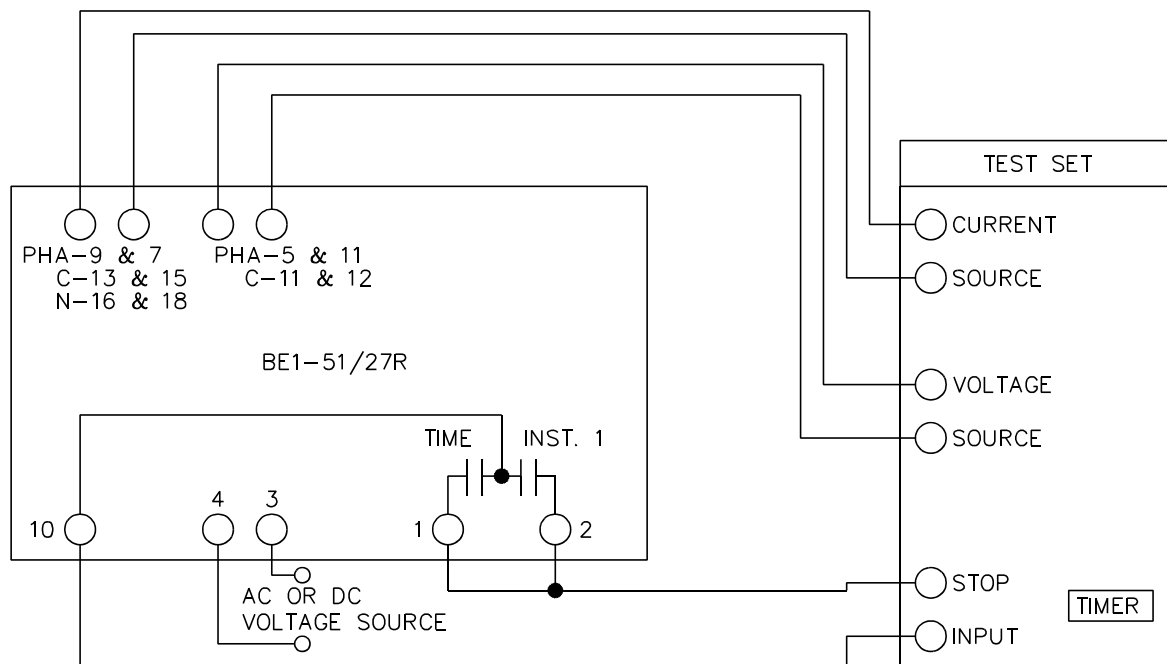 TEST SET
CURRENT
SOURCE
PHA-9 & 7
C-13 & 15
N-16 & 18
PHA-5 & 11
C-11 & 12
BE1-51/27R
VOLTAGE
SOURCE
TIME
INST. 1
10
4
3
1
2
AC OR DC
VOLTAGE SOURCE
STOP
INPUT
TIMER